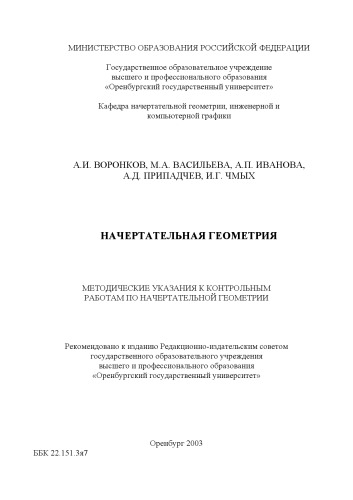 МИНИСТЕРСТВО ОБРАЗОВАНИЯ РОССИЙСКОЙ ФЕДЕРАЦИИ
Государственное образовательное учреждение
высшего и профессионального образования
«Оренбургский государственный университет»
Кафедра начертательной геометрии, инженерной и
компьютерной графики
А.И. ВОРОНКОВ, М.А. ВАСИЛЬЕВА, А.П. ИВАНОВА,
А.Д. ПРИПАДЧЕВ, И.Г. ЧМЫХ
НАЧЕРТАТЕЛЬНАЯ ГЕОМЕТРИЯ
МЕТОДИЧЕСКИЕ УКАЗАНИЯ К КОНТРОЛЬНЫМ
РАБОТАМ ПО НАЧЕРТАТЕЛЬНОЙ ГЕОМЕТРИИ
Рекомендовано к изданию Редакционно-издательским советом
государственного образовательного учреждения
высшего и профессионального образования
«Оренбургский государственный университет»
Оренбург 2003
ББК 22.151.3я7